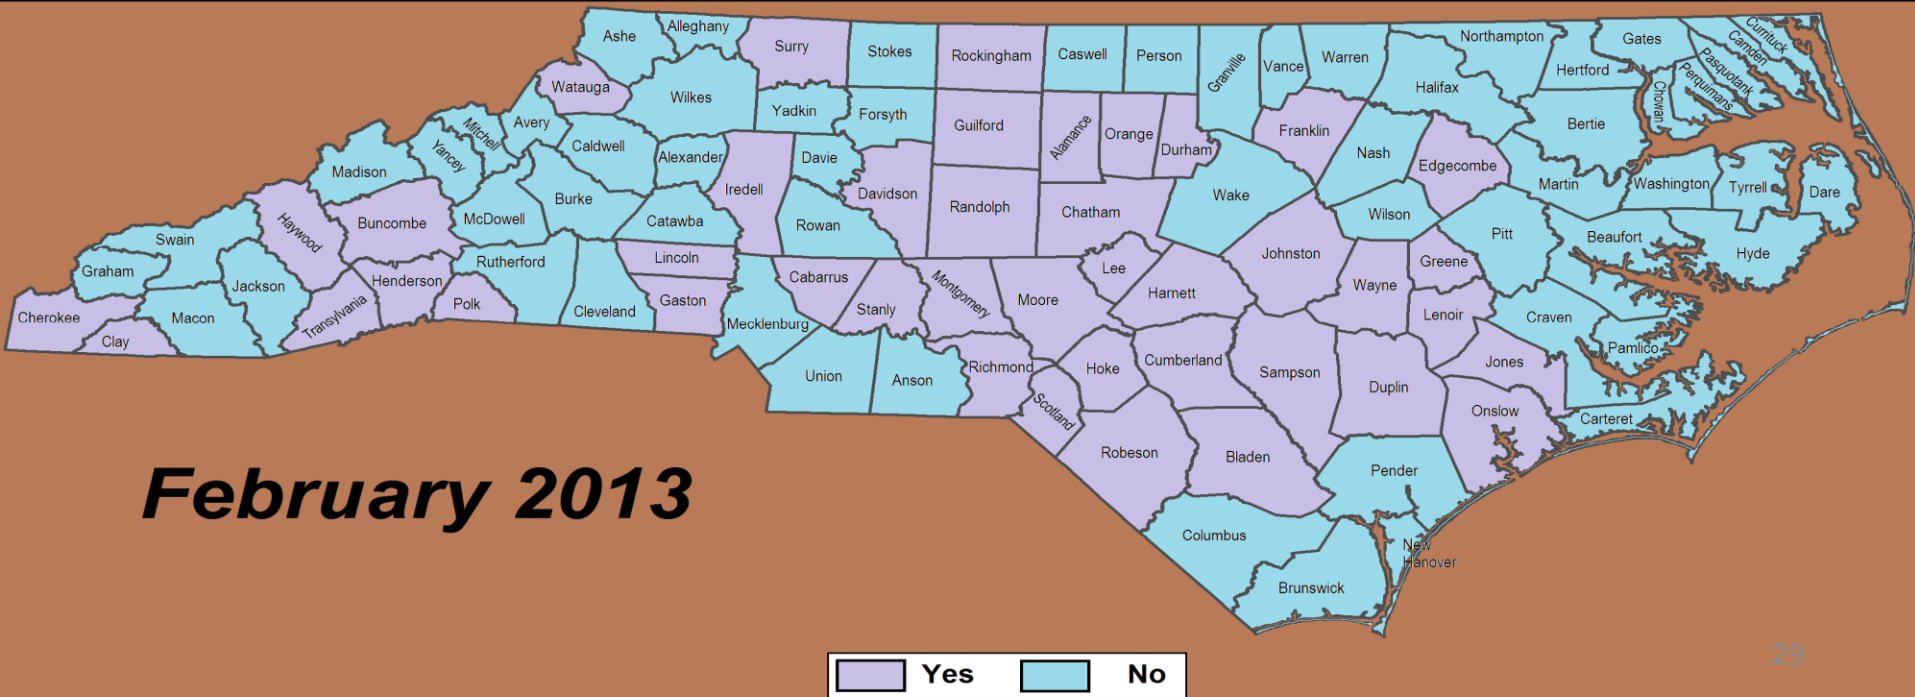 Ashe
Alleghany
Surry
Stokes
Rockingham
Caswell
Person
Granville
Vance
Warren
Northampton
Gates
Currituck
Camden
Pasquotank
Perquimans
Chowan
Hertford
Halifax
Bertie
Watauga
Wilkes
Yadkin
Forsyth
Guilford
Alamance
Orange
Durham
Franklin
Nash
Edgecombe
Martin
Washington
Tyrrell
Dare
Mitchell
Avery
Yancey
Caldwell
Alexander
Iredell
Davie
Davidson
Randolph
Chatham
Wake
Wilson
Pitt
Beaufort
Hyde
Madison
Buncombe
McDowell
Burke
Catawba
Rowan
Haywood
Swain
Graham
Jackson
Cherokee
Clay
Macon
Transylvania
Henderson
Polk
Rutherford
Cleveland
Lincoln
Gaston
Mecklenburg
Cabarrus
Stanly
Montgomery
Moore
Lee
Harnett
Johnston
Wayne
Greene
Lenoir
Craven
Pamlico
Jones
Carteret
Onslow
Union
Anson
Richmond
Scotland
Hoke
Cumberland
Sampson
Duplin
Robeson
Bladen
Pender
Columbus
Brunswick
New
Hanover
February 2013
Yes
No
29